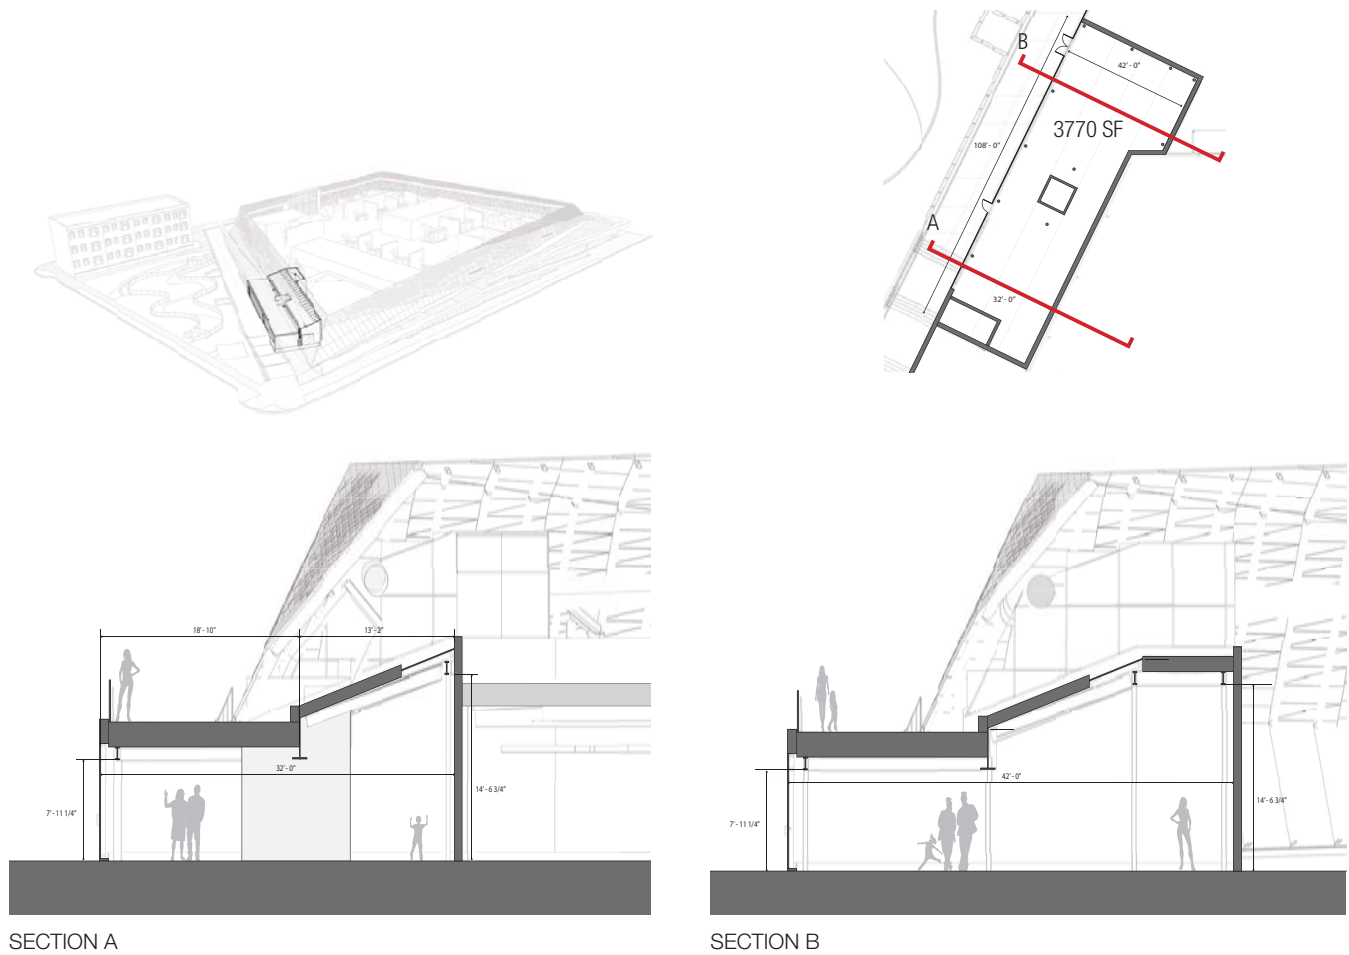 B
42' - 0"
3770 SF
108' - 0"
A
32' - 0"
18' - 10"
13' - 2"
32' - 0"
14' - 6 3/4"
7' - 11 1/4"
42' - 0"
14' - 6 3/4"
7' - 11 1/4"
SECTION A
SECTION B